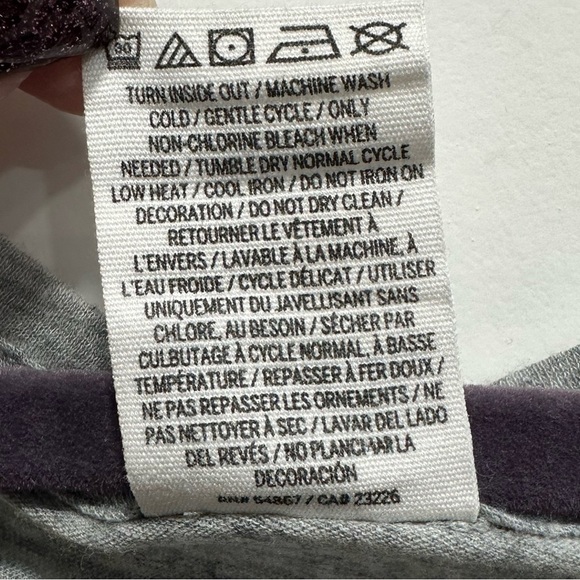 30
TURN INSIDE OUT / MACHINE WASH
COLD / GENTLE CYCLE / ONLY
NON-CHLORINE BLEACH WHEN
NEEDED / TUMBLE DRY NORMAL CYCLE
LOW HEAT / COOL IRON / DO NOT IRON ON
DECORATION / DO NOT DRY CLEAN /
RETOURNER LE VÊTEMENT À
L'ENVERS / LAVABLE À LA MACHINE, À
L'EAU FROIDE / CYCLE DÉLICAT / UTILISER
UNIQUEMENT DU JAVELLISANT SANS
CHLORE, AU BESOIN / SÉCHER PAR
CULBUTAGE À CYCLE NORMAL, À BASSE
TEMPÉRATURE / REPASSER À FER DOUX /
NE PAS REPASSER LES ORNEMENTS / NE
PAS NETTOYER À SEC / LAVAR DEL LADO
DEL REVÉS / NO PLANCHAR LA
DECORACIÓN
RN# 54867 / CA# 23226